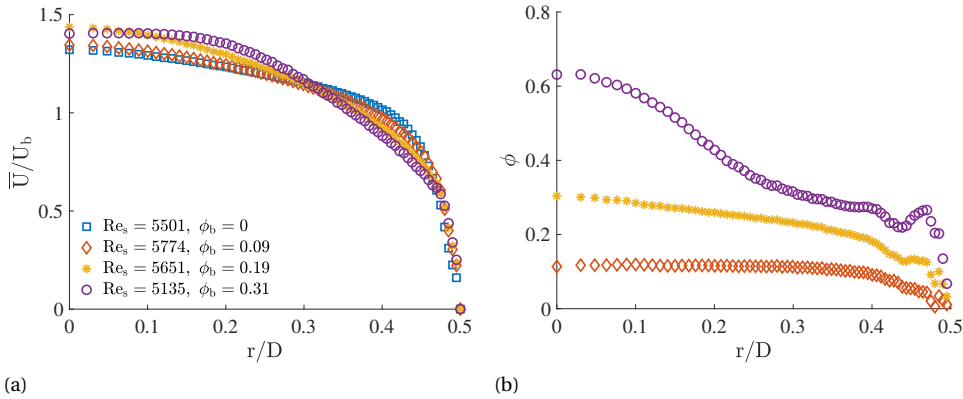 1.5
1
0.5
0
U̅/U_b
Re_s = 5501, ϕ_b = 0
Re_s = 5774, ϕ_b = 0.09
Re_s = 5651, ϕ_b = 0.19
Re_s = 5135, ϕ_b = 0.31
0 0.1 0.2 0.3 0.4 0.5
r/D
(a)
0.8
0.6
0.4
0.2
0
ϕ
0 0.1 0.2 0.3 0.4 0.5
r/D
(b)